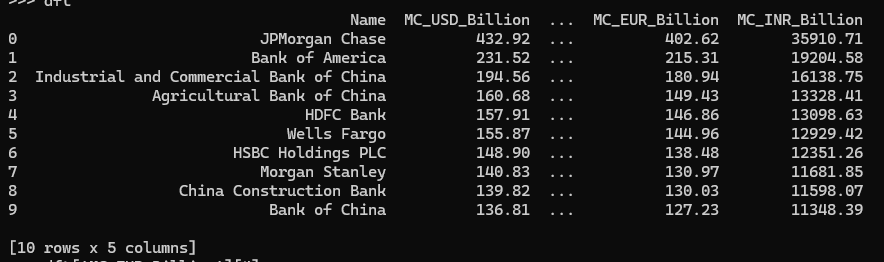 >>> dft
Name MC_USD_Billion ... MC_EUR_Billion MC_INR_Billion
0 JPMorgan Chase 432.92 ... 402.62 35910.71
1 Bank of America 231.52 ... 215.31 19204.58
2 Industrial and Commercial Bank of China 194.56 ... 180.94 16138.75
3 Agricultural Bank of China 160.68 ... 149.43 13328.41
4 HDFC Bank 157.91 ... 146.86 13098.63
5 Wells Fargo 155.87 ... 144.96 12929.42
6 HSBC Holdings PLC 148.90 ... 138.48 12351.26
7 Morgan Stanley 140.83 ... 130.97 11681.85
8 China Construction Bank 139.82 ... 130.03 11598.07
9 Bank of China 136.81 ... 127.23 11348.39
[10 rows x 5 columns]